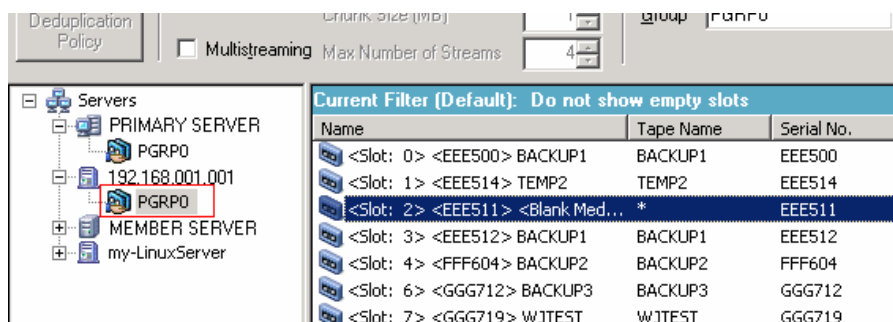 Deduplication
Policy
Multistreaming
Chunk Size (MB)
1
Max Number of Streams
4
Group
PGRP0
Servers
PRIMARY SERVER
PGRP0
192.168.001.001
PGRP0
MEMBER SERVER
my-LinuxServer
Current Filter (Default): Do not show empty slots
Name Tape Name Serial No.
<Slot: 0> <EEE500> BACKUP1 BACKUP1 EEE500
<Slot: 1> <EEE514> TEMP2 TEMP2 EEE514
<Slot: 2> <EEE511> <Blank Med... * EEE511
<Slot: 3> <EEE512> BACKUP1 BACKUP1 EEE512
<Slot: 4> <FFF604> BACKUP2 BACKUP2 FFF604
<Slot: 6> <GGG712> BACKUP3 BACKUP3 GGG712
<Slot: 7> <GGG719> WJTEST WJTEST GGG719